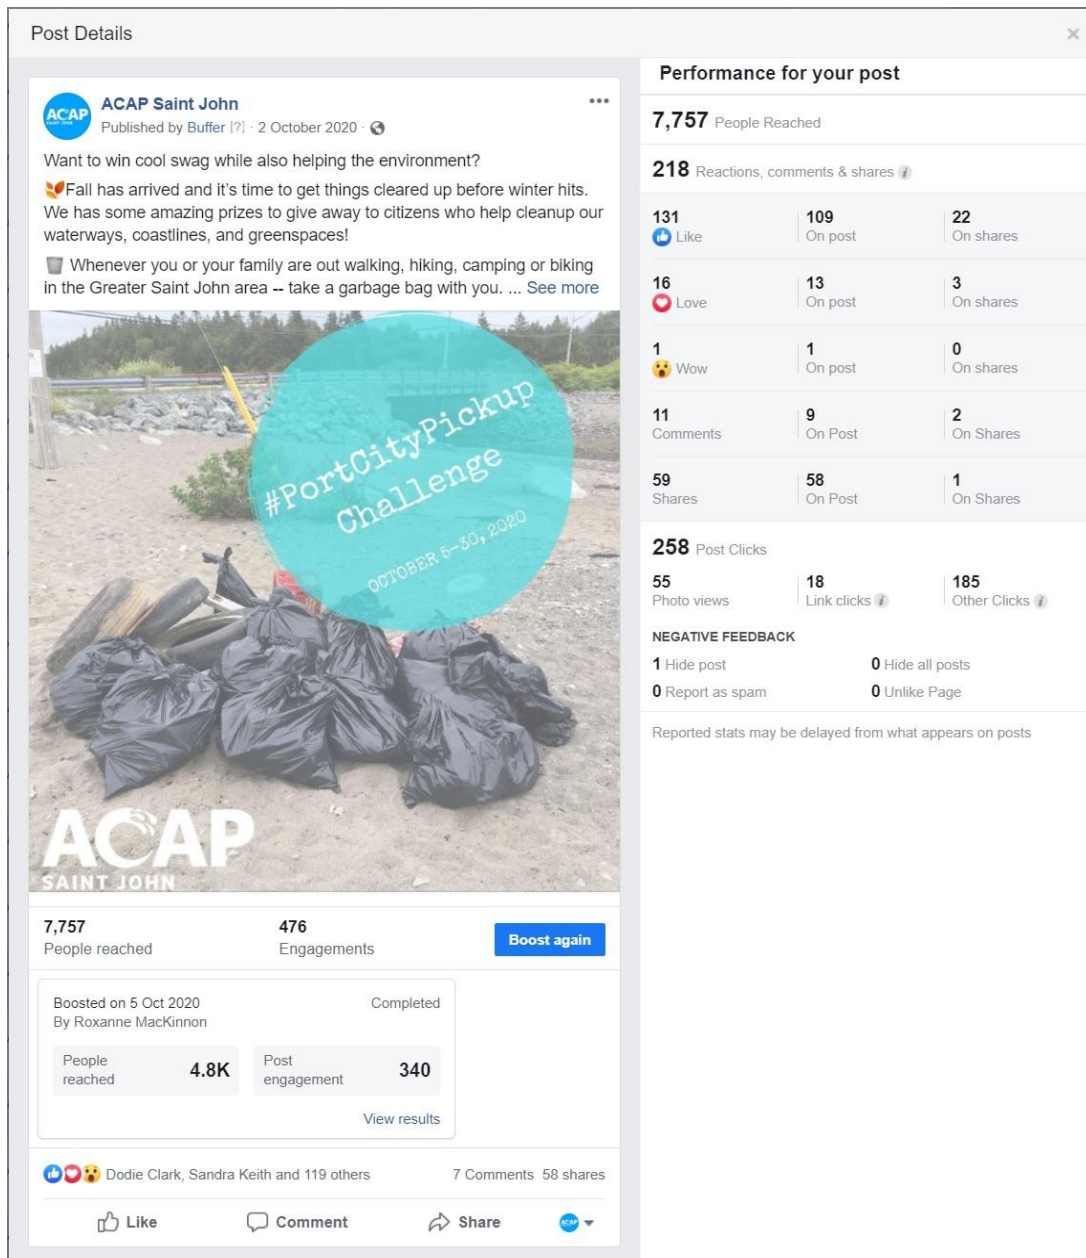 Post Details
×
ACAP
SAINT JOHN
ACAP Saint John
Published by Buffer [?] · 2 October 2020 ·
Want to win cool swag while also helping the environment?
🍂Fall has arrived and it's time to get things cleared up before winter hits.
We has some amazing prizes to give away to citizens who help cleanup our
waterways, coastlines, and greenspaces!
🗑 Whenever you or your family are out walking, hiking, camping or biking
in the Greater Saint John area -- take a garbage bag with you. ... See more
#PortCityPickup
Challenge
OCTOBER 5-30, 2020
ACAP
SAINT JOHN
7,757 476
People reached Engagements
Boost again
Boosted on 5 Oct 2020 Completed
By Roxanne MacKinnon
People reached 4.8K Post engagement 340
View results
Dodie Clark, Sandra Keith and 119 others 7 Comments 58 shares
Like Comment Share ACAP
Performance for your post
7,757 People Reached
218 Reactions, comments & shares i
131 109 22
Like On post On shares
16 13 3
Love On post On shares
1 1 0
Wow On post On shares
11 9 2
Comments On Post On Shares
59 58 1
Shares On Post On Shares
258 Post Clicks
55 18 185
Photo views Link clicks i Other Clicks i
NEGATIVE FEEDBACK
1 Hide post 0 Hide all posts
0 Report as spam 0 Unlike Page
Reported stats may be delayed from what appears on posts